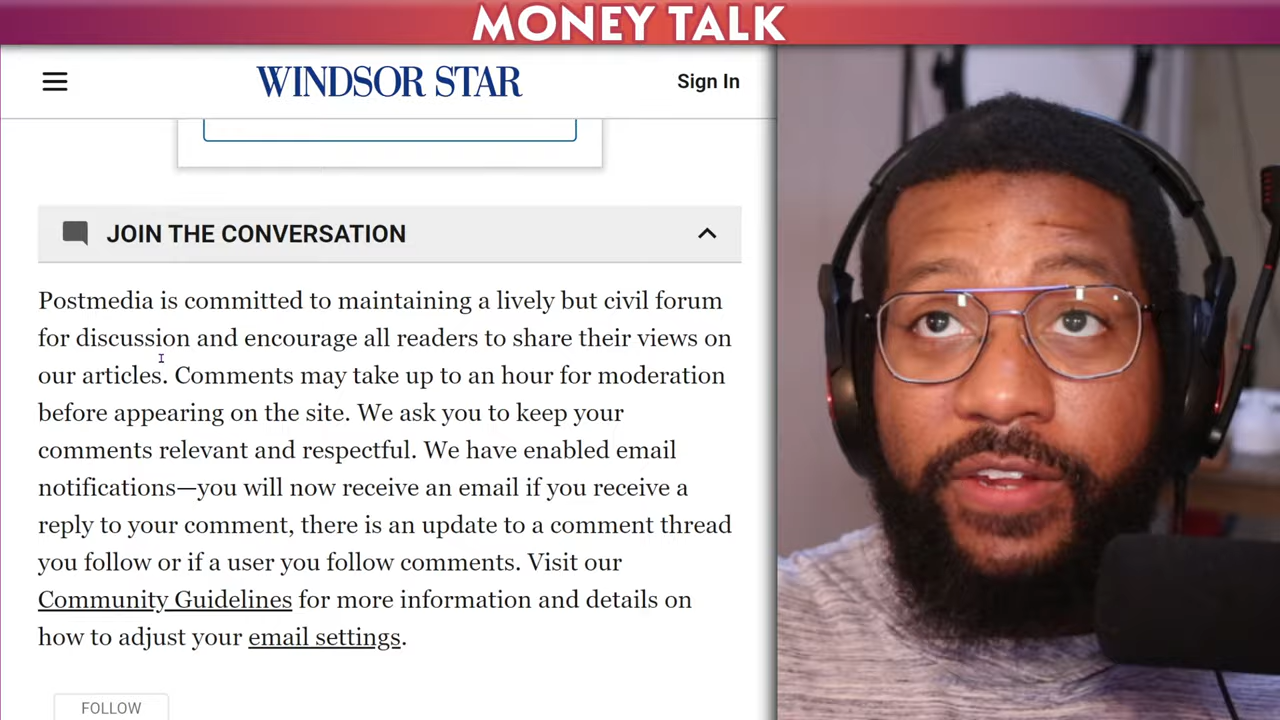 MONEY TALK
WINDSOR STAR
Sign In
JOIN THE CONVERSATION
Postmedia is committed to maintaining a lively but civil forum
for discussion and encourage all readers to share their views on
our articles. Comments may take up to an hour for moderation
before appearing on the site. We ask you to keep your
comments relevant and respectful. We have enabled email
notifications—you will now receive an email if you receive a
reply to your comment, there is an update to a comment thread
you follow or if a user you follow comments. Visit our
Community Guidelines for more information and details on
how to adjust your email settings.
FOLLOW